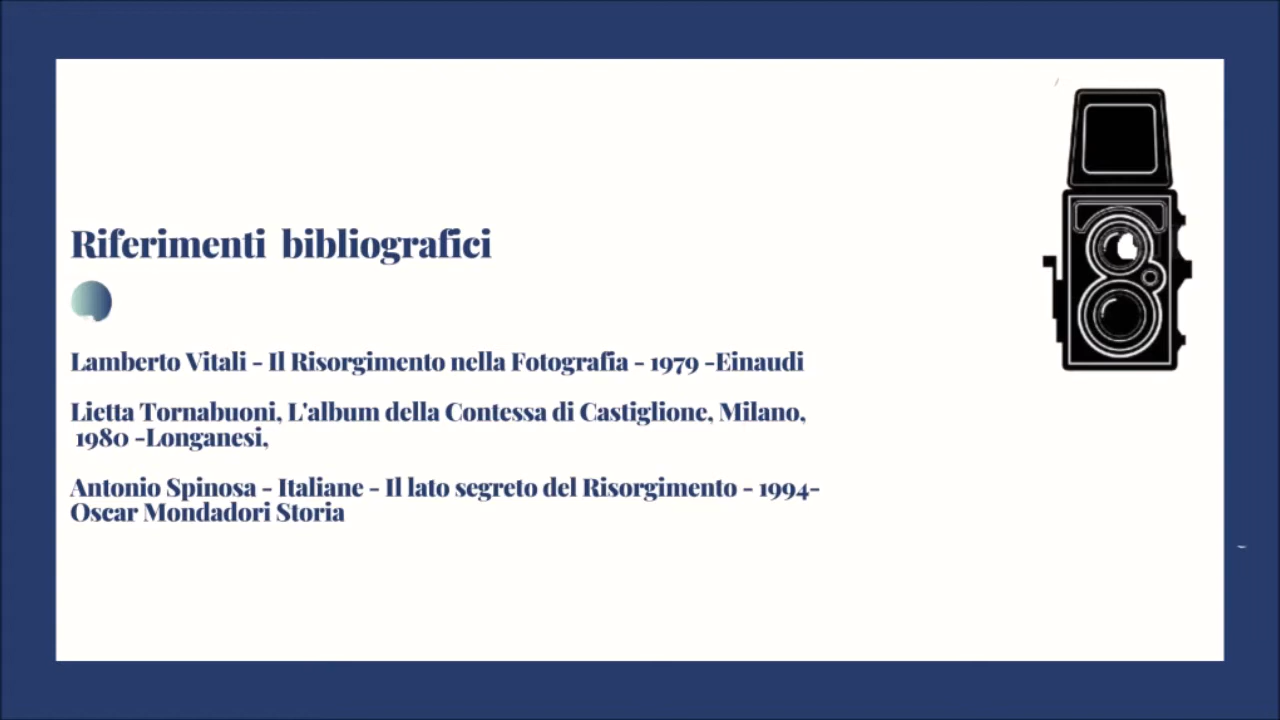 Riferimenti bibliografici
Lamberto Vitali - Il Risorgimento nella Fotografia - 1979 -Einaudi
Lietta Tornabuoni, L'album della Contessa di Castiglione, Milano,
1980 -Longanesi,
Antonio Spinosa - Italiane - Il lato segreto del Risorgimento - 1994-
Oscar Mondadori Storia